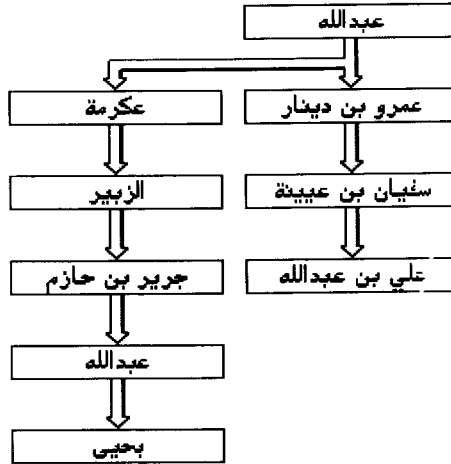 عبدالله
عمرو بن دينار
عكرمة
سفيان بن عيينة
الزبير
علي بن عبدالله
جرير بن حازم
عبدالله
يحيى